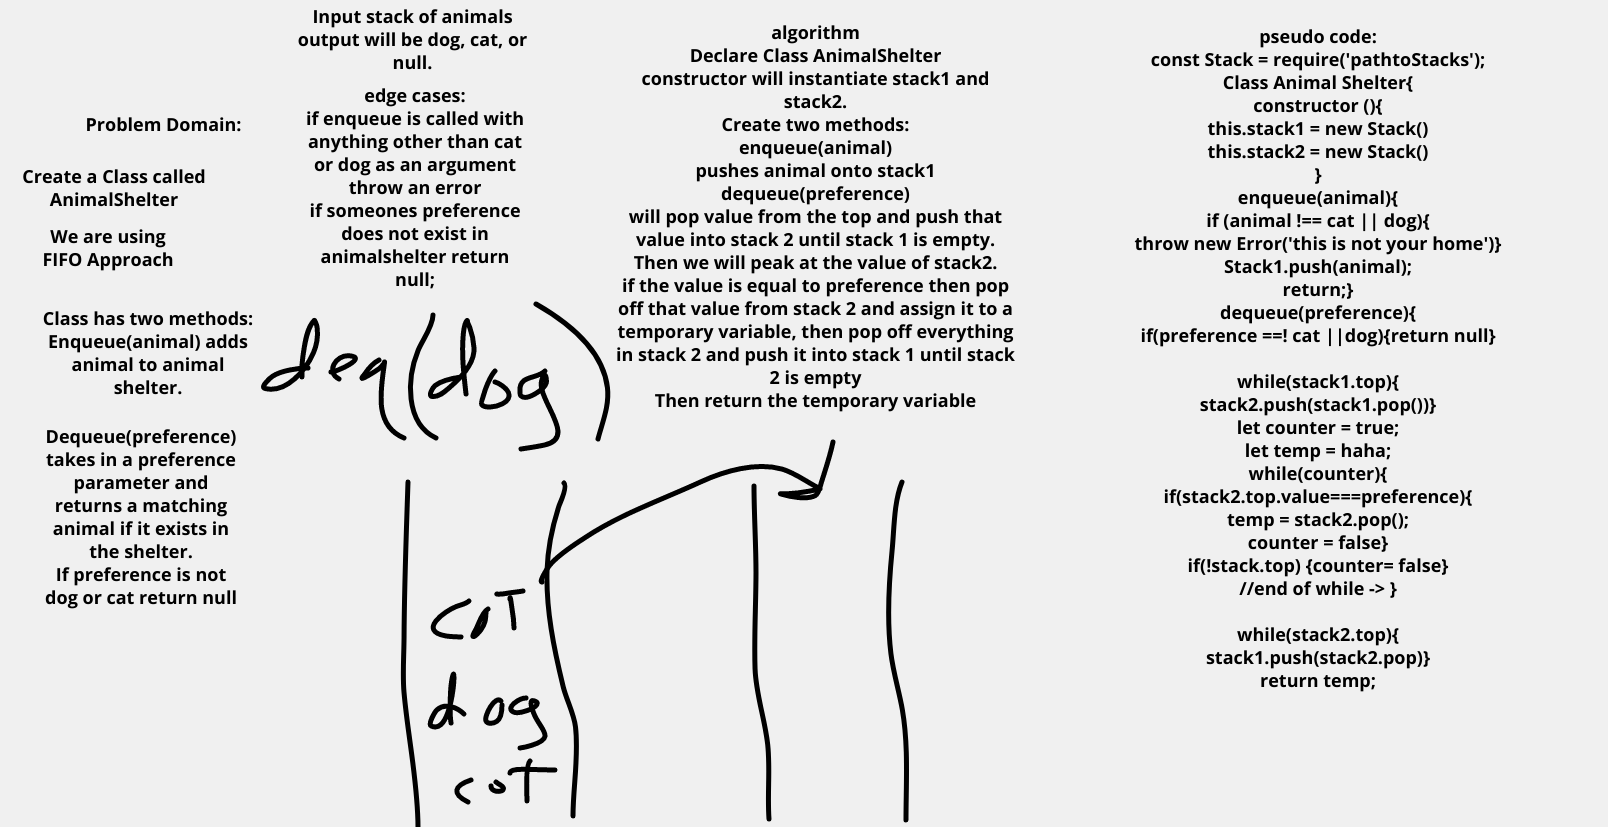 Problem Domain:
Create a Class called
AnimalShelter
We are using
FIFO Approach
Class has two methods:
Enqueue(animal) adds
animal to animal
shelter.
Dequeue(preference)
takes in a preference
parameter and
returns a matching
animal if it exists in
the shelter.
If preference is not
dog or cat return null
Input stack of animals
output will be dog, cat, or
null.
edge cases:
if enqueue is called with
anything other than cat
or dog as an argument
throw an error
if someones preference
does not exist in
animalshelter return
null;
deq(dog)
cat
dog
cat
algorithm
Declare Class AnimalShelter
constructor will instantiate stack1 and
stack2.
Create two methods:
enqueue(animal)
pushes animal onto stack1
dequeue(preference)
will pop value from the top and push that
value into stack 2 until stack 1 is empty.
Then we will peak at the value of stack2.
if the value is equal to preference then pop
off that value from stack 2 and assign it to a
temporary variable, then pop off everything
in stack 2 and push it into stack 1 until stack
2 is empty
Then return the temporary variable
pseudo code:
const Stack = require('pathtoStacks');
Class Animal Shelter{
constructor (){
this.stack1 = new Stack()
this.stack2 = new Stack()
}
enqueue(animal){
if (animal !== cat || dog){
throw new Error('this is not your home')}
Stack1.push(animal);
return;}
dequeue(preference){
if(preference ==! cat ||dog){return null}
while(stack1.top){
stack2.push(stack1.pop())}
let counter = true;
let temp = haha;
while(counter){
if(stack2.top.value===preference){
temp = stack2.pop();
counter = false}
if(!stack.top) {counter= false}
//end of while -> }
while(stack2.top){
stack1.push(stack2.pop)}
return temp;